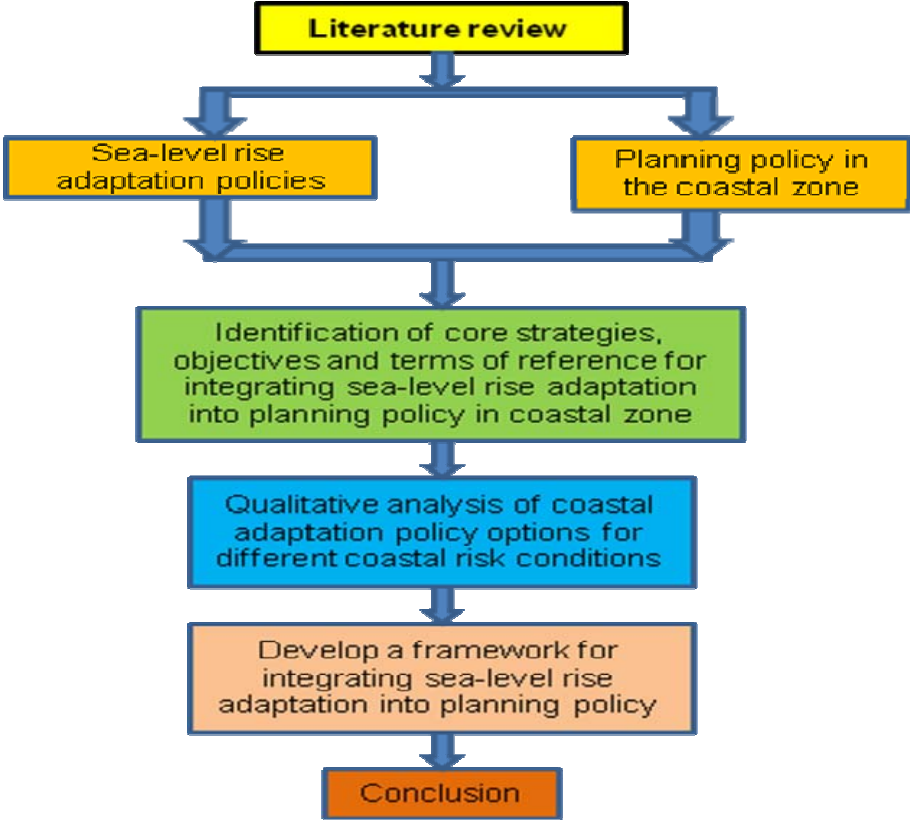 Literature review
Sea-level rise
adaptation policies
Planning policy in
the coastal zone
Identification of core strategies,
objectives and terms of reference for
integrating sea-level rise adaptation
into planning policy in coastal zone
Qualitative analysis of coastal
adaptation policy options for
different coastal risk conditions
Develop a framework for
integrating sea-level rise
adaptation into planning policy
Conclusion